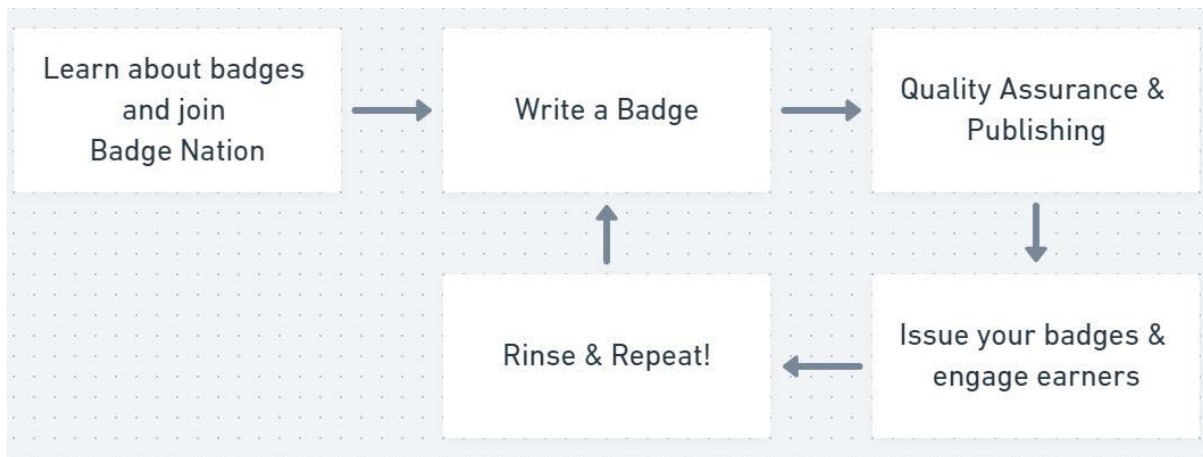 Learn about badges
and join
Badge Nation
Write a Badge
Quality Assurance &
Publishing
Issue your badges &
engage earners
Rinse & Repeat!